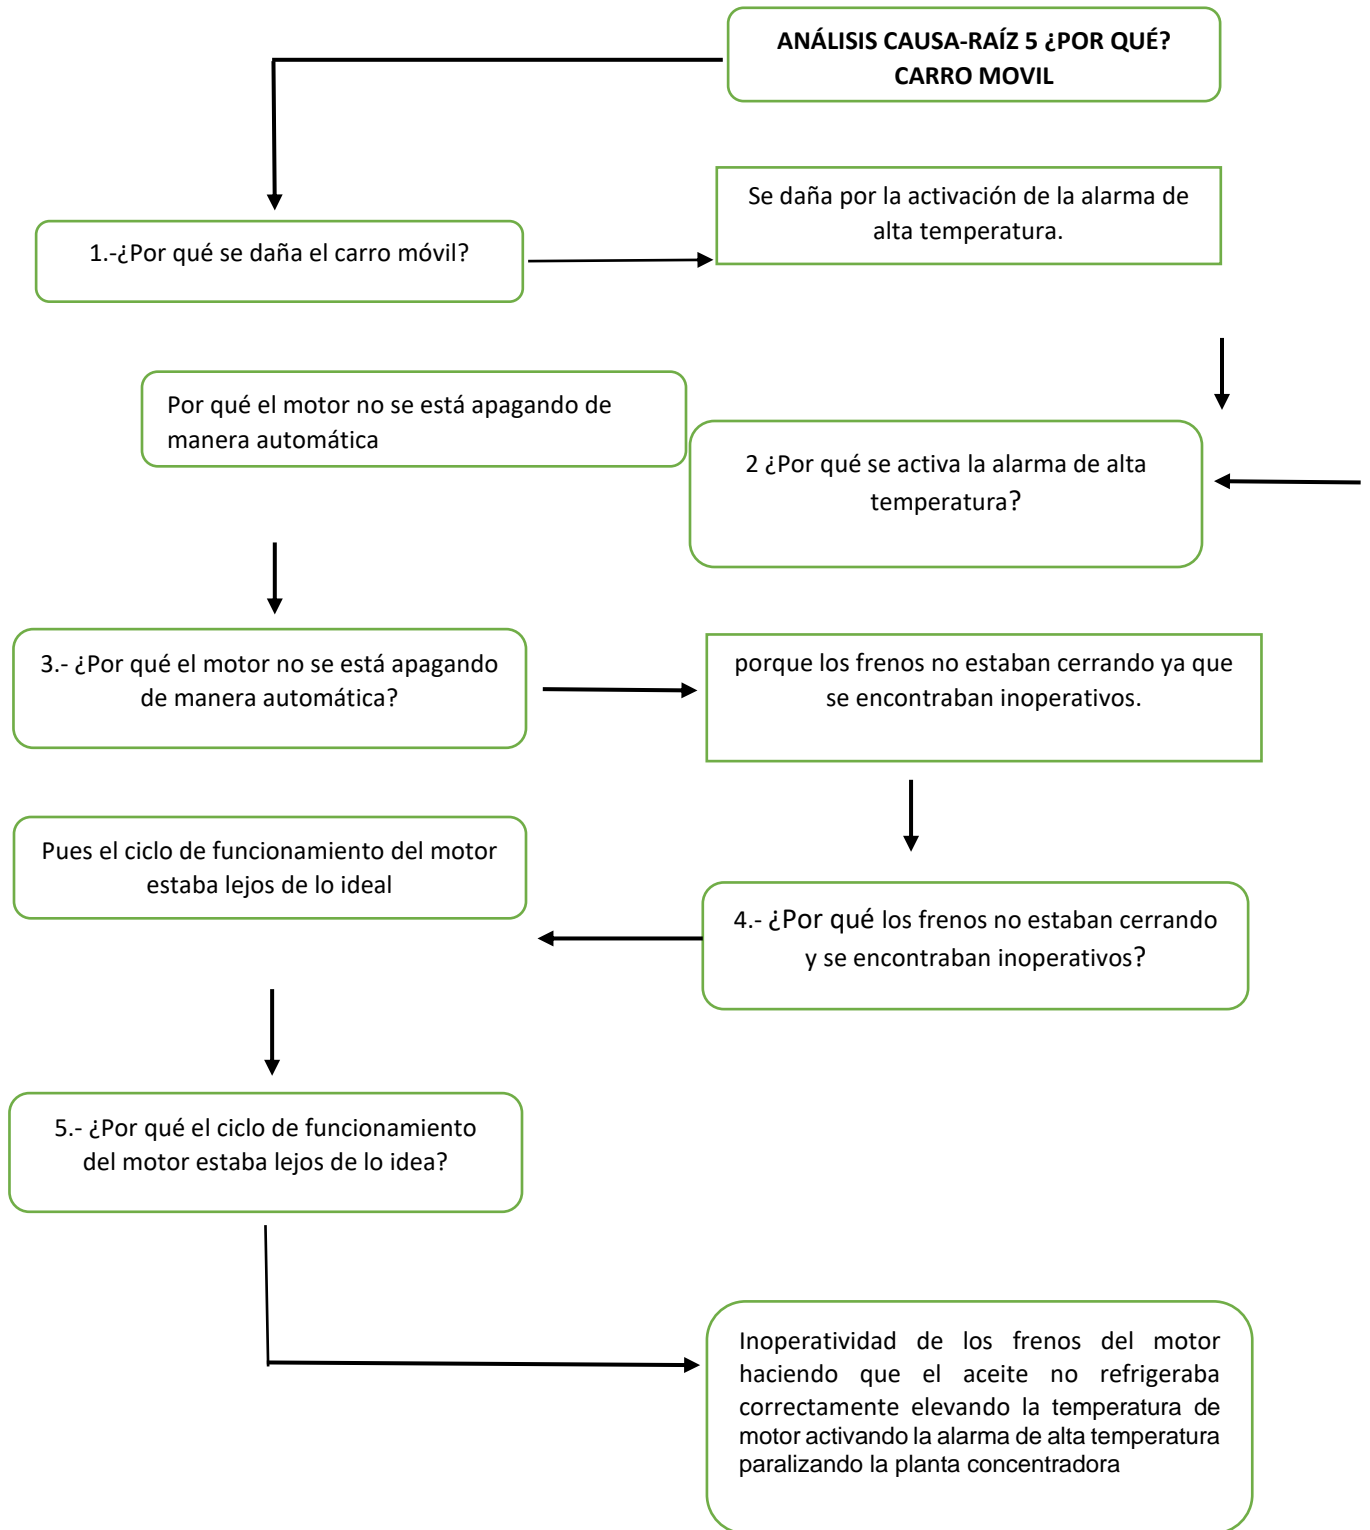 ANÁLISIS CAUSA-RAÍZ 5 ¿POR QUÉ?
CARRO MOVIL
1.-¿Por qué se daña el carro móvil?
Se daña por la activación de la alarma de
alta temperatura.
2 ¿Por qué se activa la alarma de alta
temperatura?
Por qué el motor no se está apagando de
manera automática
3.- ¿Por qué el motor no se está apagando
de manera automática?
porque los frenos no estaban cerrando ya que
se encontraban inoperativos.
4.- ¿Por qué los frenos no estaban cerrando
y se encontraban inoperativos?
Pues el ciclo de funcionamiento del motor
estaba lejos de lo ideal
5.- ¿Por qué el ciclo de funcionamiento
del motor estaba lejos de lo idea?
Inoperatividad de los frenos del motor
haciendo que el aceite no refrigeraba
correctamente elevando la temperatura de
motor activando la alarma de alta temperatura
paralizando la planta concentradora